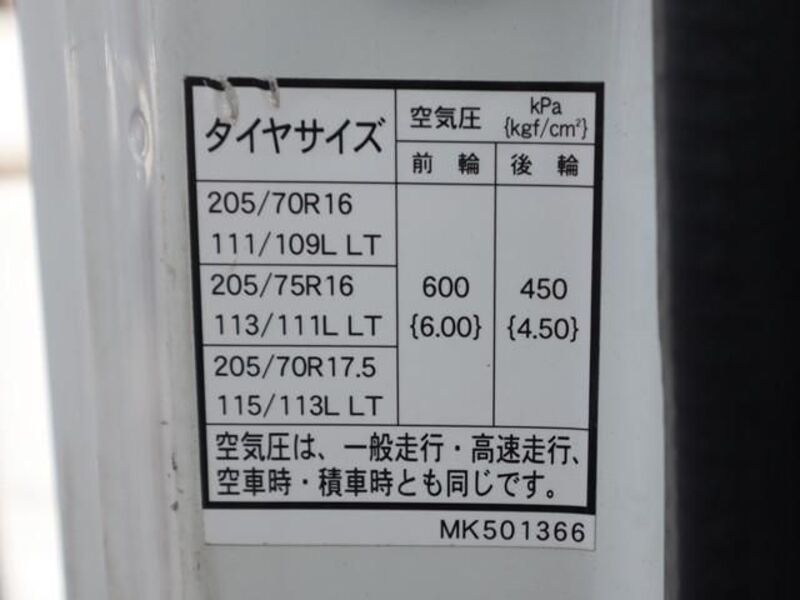 タイヤサイズ
空気圧 kPa {kgf/cm²}
前輪 後輪
205/70R16
111/109L LT
205/75R16
113/111L LT
205/70R17.5
115/113L LT
600 450
{6.00} {4.50}
空気圧は、一般走行・高速走行、
空車時・積車時とも同じです。
MK501366